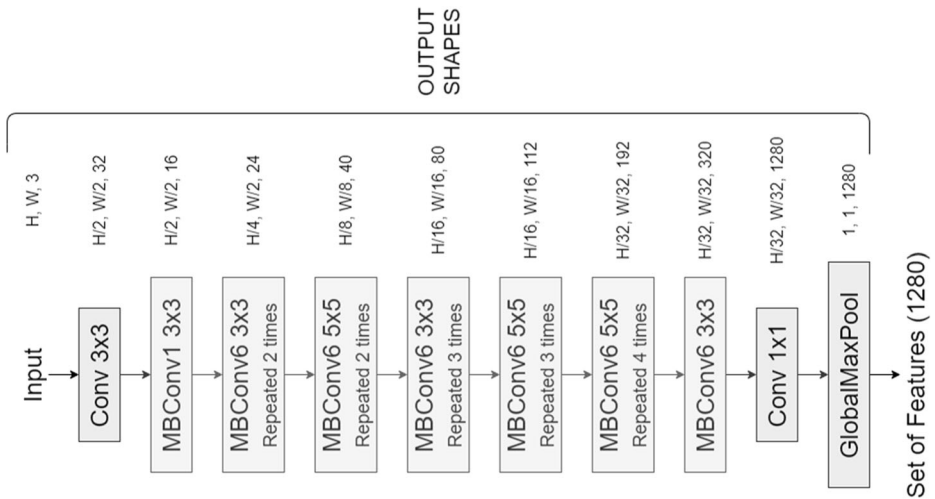 Input
H, W, 3
Conv 3x3
H/2, W/2, 32
MBConv1 3x3
H/2, W/2, 16
MBConv6 3x3
Repeated 2 times
H/4, W/2, 24
MBConv6 5x5
Repeated 2 times
H/8, W/8, 40
MBConv6 3x3
Repeated 3 times
H/16, W/16, 80
MBConv6 5x5
Repeated 3 times
H/16, W/16, 112
MBConv6 5x5
Repeated 4 times
H/32, W/32, 192
MBConv6 3x3
H/32, W/32, 320
Conv 1x1
H/32, W/32, 1280
GlobalMaxPool
1, 1, 1280
Set of Features (1280)
OUTPUT
SHAPES